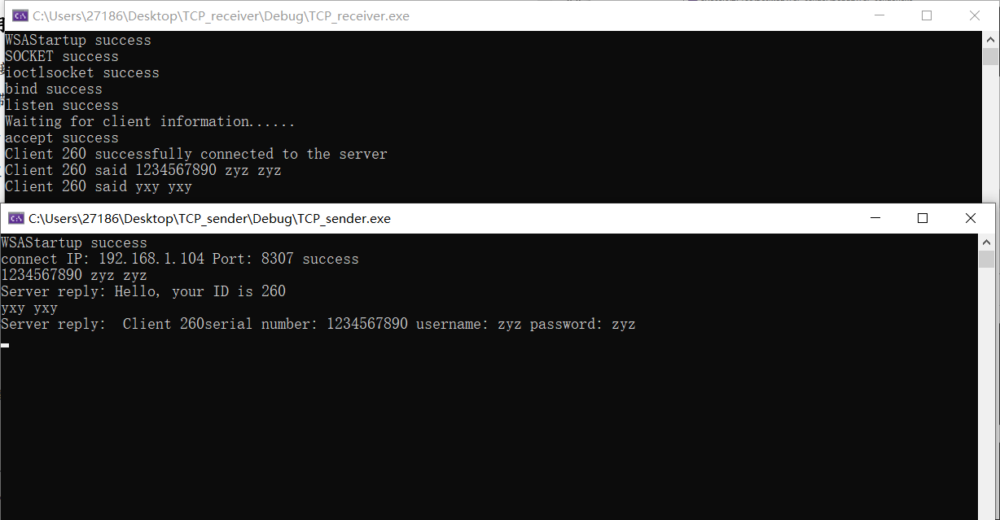 C:\Users\27186\Desktop\TCP_receiver\Debug\TCP_receiver.exe
WSAStartup success
SOCKET success
ioctlsocket success
bind success
listen success
Waiting for client information......
accept success
Client 260 successfully connected to the server
Client 260 said 1234567890 zyz zyz
Client 260 said yxy yxy
C:\Users\27186\Desktop\TCP_sender\Debug\TCP_sender.exe
WSAStartup success
connect IP: 192.168.1.104 Port: 8307 success
1234567890 zyz zyz
Server reply: Hello, your ID is 260
yxy yxy
Server reply:  Client 260serial number: 1234567890 username: zyz password: zyz